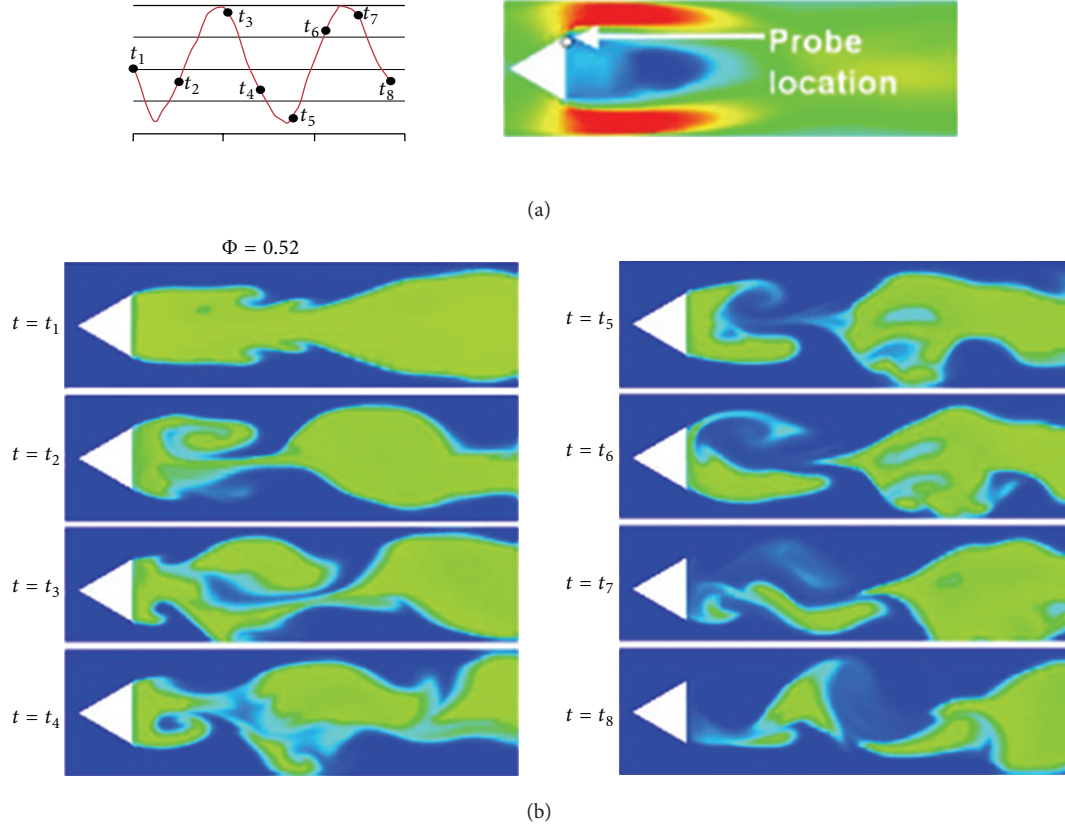 t1
t2
t3
t4
t5
t6
t7
t8
Probe
location
(a)
Φ = 0.52
t = t1
t = t2
t = t3
t = t4
t = t5
t = t6
t = t7
t = t8
(b)